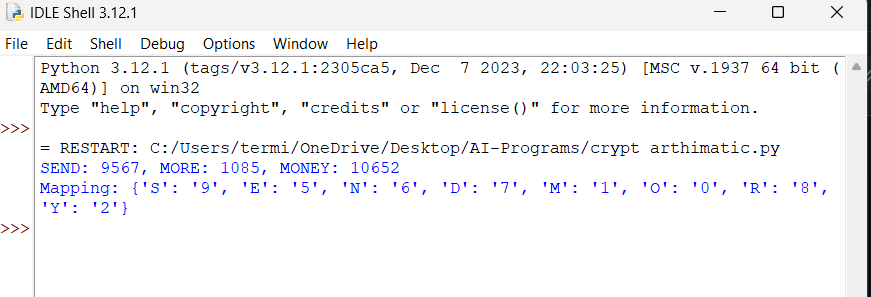 IDLE Shell 3.12.1
File Edit Shell Debug Options Window Help
Python 3.12.1 (tags/v3.12.1:2305ca5, Dec  7 2023, 22:03:25) [MSC v.1937 64 bit (
AMD64)] on win32
Type "help", "copyright", "credits" or "license()" for more information.
>>>
= RESTART: C:/Users/termi/OneDrive/Desktop/AI-Programs/crypt arthimatic.py
SEND: 9567, MORE: 1085, MONEY: 10652
Mapping: {'S': '9', 'E': '5', 'N': '6', 'D': '7', 'M': '1', 'O': '0', 'R': '8',
'Y': '2'}
>>>